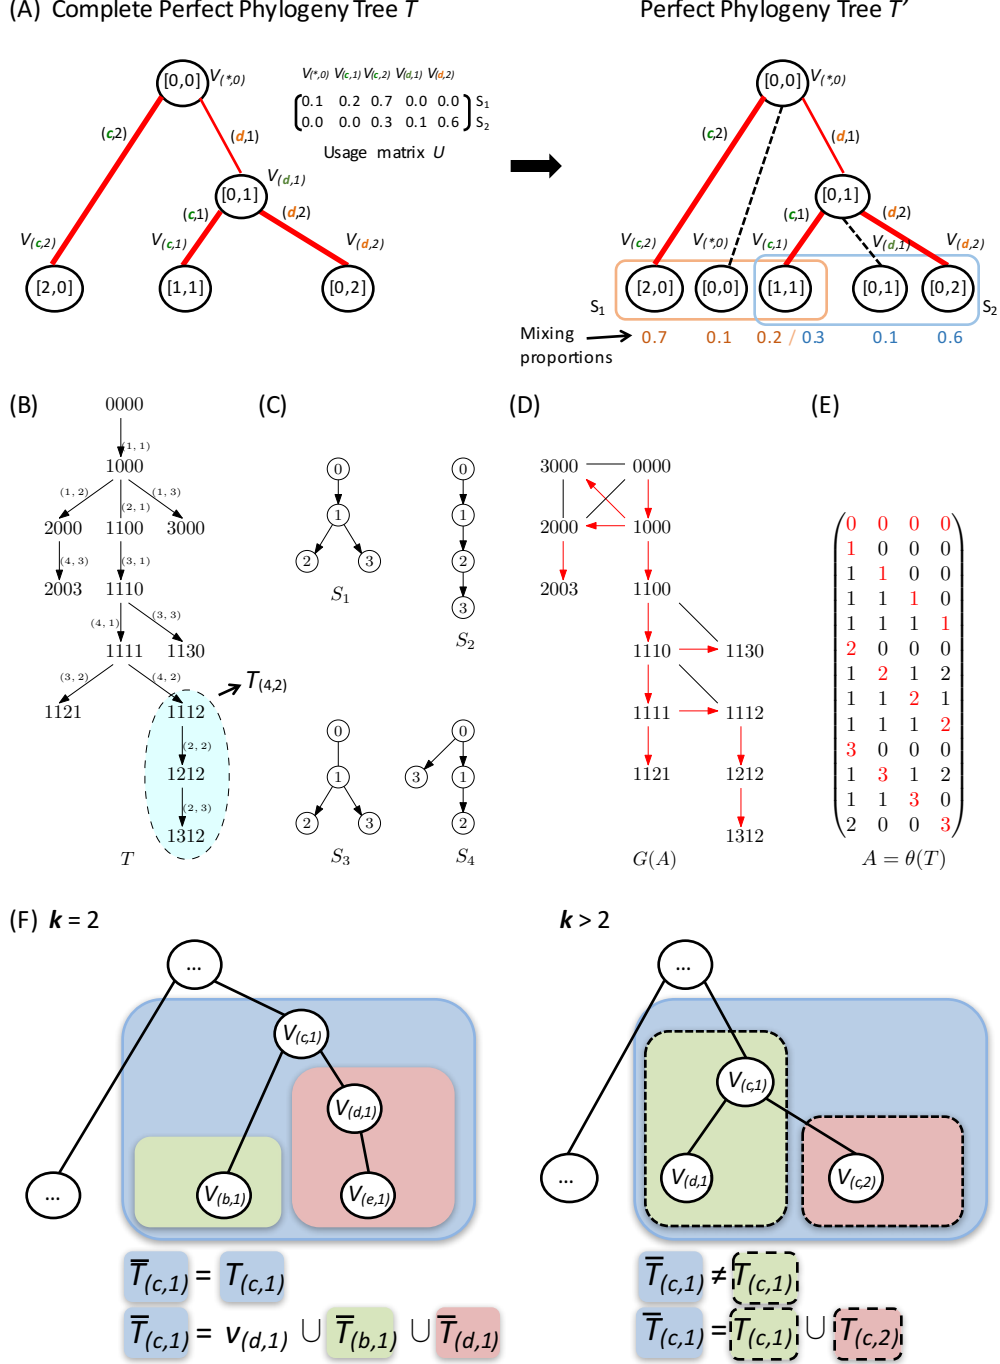 (A) Complete Perfect Phylogeny Tree T
Perfect Phylogeny Tree T'
[0,0] V(*,0)
V(*,0) V(c,1) V(c,2) V(d,1) V(d,2)
0.1 0.2 0.7 0.0 0.0 S1
0.0 0.0 0.3 0.1 0.6 S2
Usage matrix U
(c,2)
(d,1)
V(d,1)
[0,1]
(c,1)
(d,2)
V(c,2)
V(c,1)
V(d,2)
[2,0]
[1,1]
[0,2]
[0,0] V(*,0)
(c,2)
(d,1)
[0,1]
(c,1)
(d,2)
V(c,2) V(*,0) V(c,1) V(d,1) V(d,2)
[2,0] [0,0] [1,1] [0,1] [0,2]
S1
S2
Mixing
proportions
0.7 0.1 0.2 / 0.3 0.1 0.6
(B)
0000
(1, 1)
1000
(1, 2) (2, 1) (1, 3)
2000 1100 3000
(4, 3) (3, 1)
2003 1110
(4, 1) (3, 3)
1111 1130
(3, 2) (4, 2)
T(4,2)
1121 1112
(2, 2)
1212
(2, 3)
1312
T
(C)
0
1
2 3
S1
0
1
2
3
S2
0
1
2 3
S3
0
3 1
2
S4
(D)
3000 0000
2000 1000
2003 1100
1110 1130
1111 1112
1121 1212
1312
G(A)
(E)
0 0 0 0
1 0 0 0
1 1 0 0
1 1 1 0
1 1 1 1
2 0 0 0
1 2 1 2
1 1 2 1
1 1 1 2
3 0 0 0
1 3 1 2
1 1 3 0
2 0 0 3
A = θ(T)
(F) k = 2
...
V(c,1)
V(d,1)
... V(b,1) V(e,1)
T̅(c,1) = T(c,1)
T̅(c,1) = v(d,1) ∪ T̅(b,1) ∪ T̅(d,1)
k > 2
...
V(c,1)
... V(d,1 V(c,2)
T̅(c,1) ≠ T(c,1)
T̅(c,1) = T(c,1) ∪ T(c,2)